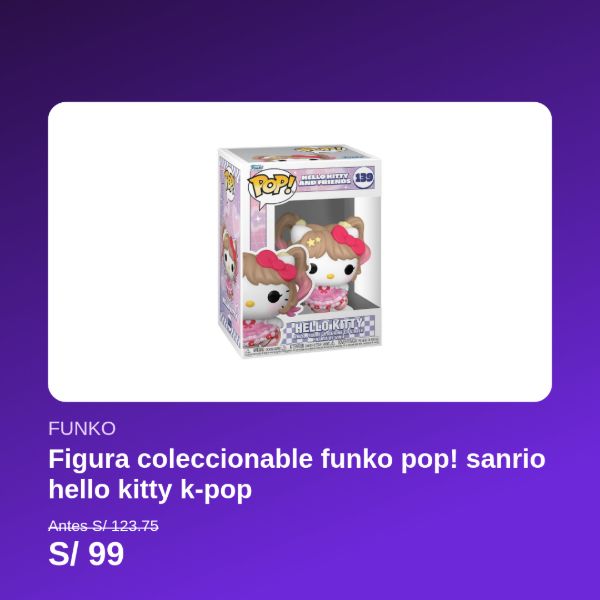 POP!
HELLO KITTY
AND FRIENDS
139
POP!
HELLO KITTY
FUNKO
Figura coleccionable funko pop! sanrio
hello kitty k-pop
Antes S/ 123.75
S/ 99